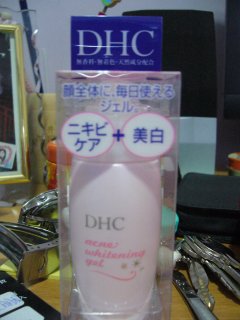 DHC
無香料・無着色・天然成分配合
顔全体に、毎日使える
ジェル。
ニキビ
ケア
+
美白
DHC
acne
whitening
gel